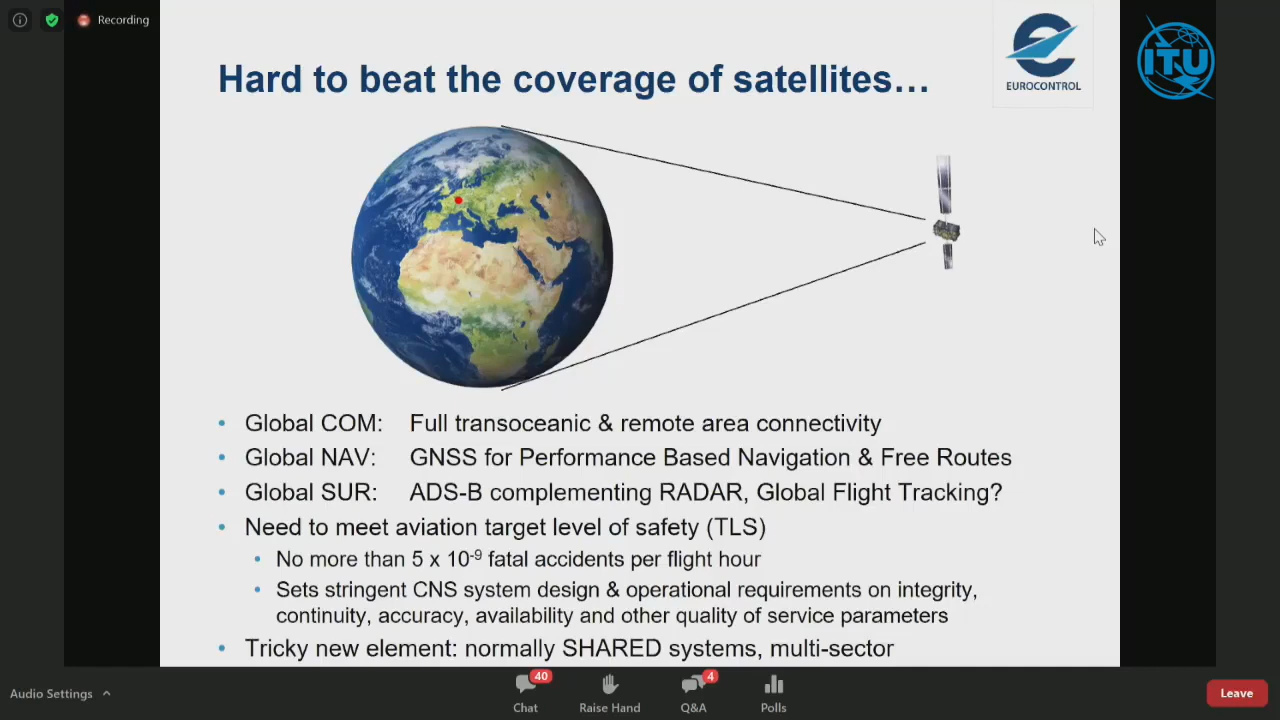 Recording
Hard to beat the coverage of satellites…
EUROCONTROL
ITU
• Global COM: Full transoceanic & remote area connectivity
• Global NAV: GNSS for Performance Based Navigation & Free Routes
• Global SUR: ADS-B complementing RADAR, Global Flight Tracking?
• Need to meet aviation target level of safety (TLS)
• No more than 5 x 10⁻⁹ fatal accidents per flight hour
• Sets stringent CNS system design & operational requirements on integrity,
continuity, accuracy, availability and other quality of service parameters
• Tricky new element: normally SHARED systems, multi-sector
Audio Settings
40
Chat
Raise Hand
4
Q&A
Polls
Leave